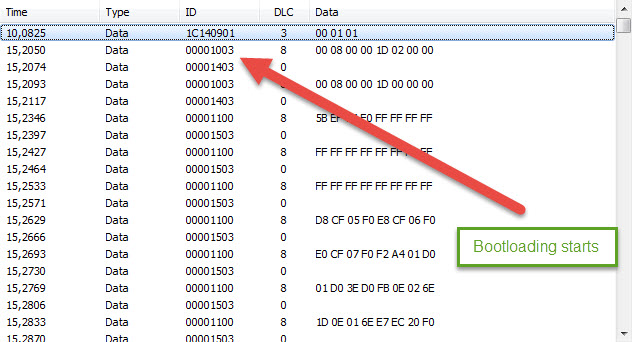 Time Type ID DLC Data
10,0825 Data 1C140901 3 00 01 01
15,2050 Data 00001003 8 00 08 00 00 1D 02 00 00
15,2074 Data 00001403 0
15,2093 Data 00001003 8 00 08 00 00 1D 00 00 00
15,2117 Data 00001403 0
15,2346 Data 00001100 8 5B EF F0 FF FF FF FF
15,2397 Data 00001503 0
15,2427 Data 00001100 8 FF FF FF FF FF FF FF FF
15,2464 Data 00001503 0
15,2533 Data 00001100 8 FF FF FF FF FF FF FF FF
15,2571 Data 00001503 0
15,2629 Data 00001100 8 D8 CF 05 F0 E8 CF 06 F0
15,2666 Data 00001503 0
Bootloading starts
15,2693 Data 00001100 8 E0 CF 07 F0 F2 A4 01 D0
15,2730 Data 00001503 0
15,2769 Data 00001100 8 01 D0 3E D0 FB 0E 02 6E
15,2806 Data 00001503 0
15,2833 Data 00001100 8 1D 0E 01 6E E7 EC 20 F0
15,2870 Data 00001503 0